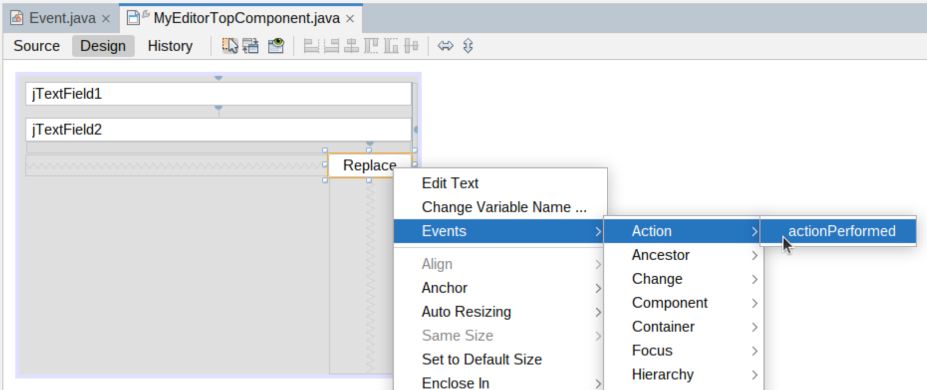 Event.java × MyEditorTopComponent.java ×
Source Design History
jTextField1
jTextField2
Replace
Edit Text
Change Variable Name ...
Events
Align
Anchor
Auto Resizing
Same Size
Set to Default Size
Enclose In
Action
Ancestor
Change
Component
Container
Focus
Hierarchy
actionPerformed